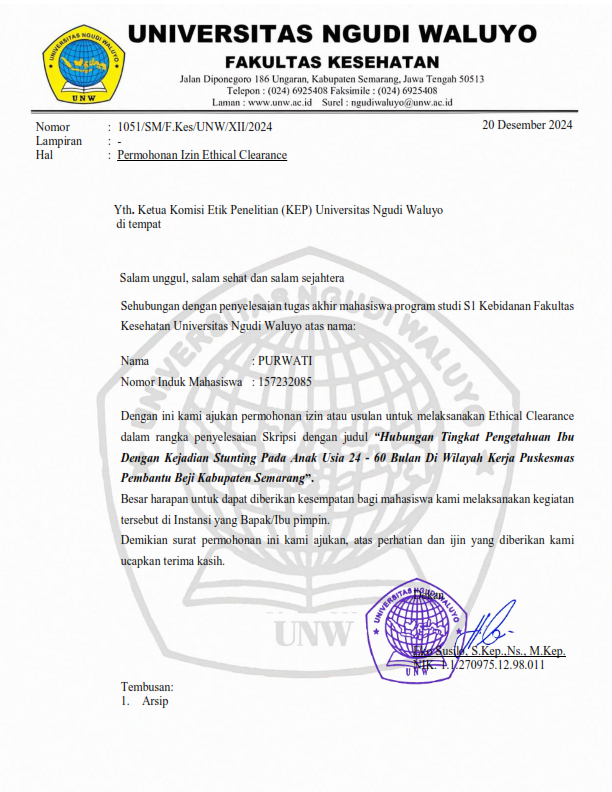 UNIVERSITAS NGUDI WALUYO
FAKULTAS KESEHATAN
Jalan Diponegoro 186 Ungaran, Kabupaten Semarang, Jawa Tengah 50513
Telepon : (024) 6925408 Faksimile : (024) 6925408
Laman : www.unw.ac.id Surel : ngudiwaluyo@unw.ac.id
UNIVERSITAS NGUDI WALUYO
UNW
Nomor : 1051/SM/F.Kes/UNW/XII/2024
20 Desember 2024
Lampiran : -
Hal : Permohonan Izin Ethical Clearance
Yth. Ketua Komisi Etik Penelitian (KEP) Universitas Ngudi Waluyo
di tempat
Salam unggul, salam sehat dan salam sejahtera
Sehubungan dengan penyelesaian tugas akhir mahasiswa program studi S1 Kebidanan Fakultas
Kesehatan Universitas Ngudi Waluyo atas nama:
Nama : PURWATI
Nomor Induk Mahasiswa : 157232085
Dengan ini kami ajukan permohonan izin atau usulan untuk melaksanakan Ethical Clearance
dalam rangka penyelesaian Skripsi dengan judul “Hubungan Tingkat Pengetahuan Ibu
Dengan Kejadian Stunting Pada Anak Usia 24 - 60 Bulan Di Wilayah Kerja Puskesmas
Pembantu Beji Kabupaten Semarang”.
Besar harapan untuk dapat diberikan kesempatan bagi mahasiswa kami melaksanakan kegiatan
tersebut di Instansi yang Bapak/Ibu pimpin.
Demikian surat permohonan ini kami ajukan, atas perhatian dan ijin yang diberikan kami
ucapkan terima kasih.
UNIVERSITAS NGUDI WALUYO
UNW
Dekan
UNIVERSITAS NGUDI WALUYO
UNW
Eko Susilo, S.Kep.,Ns., M.Kep.
NIK. 1.1.270975.12.98.011
Tembusan:
1. Arsip